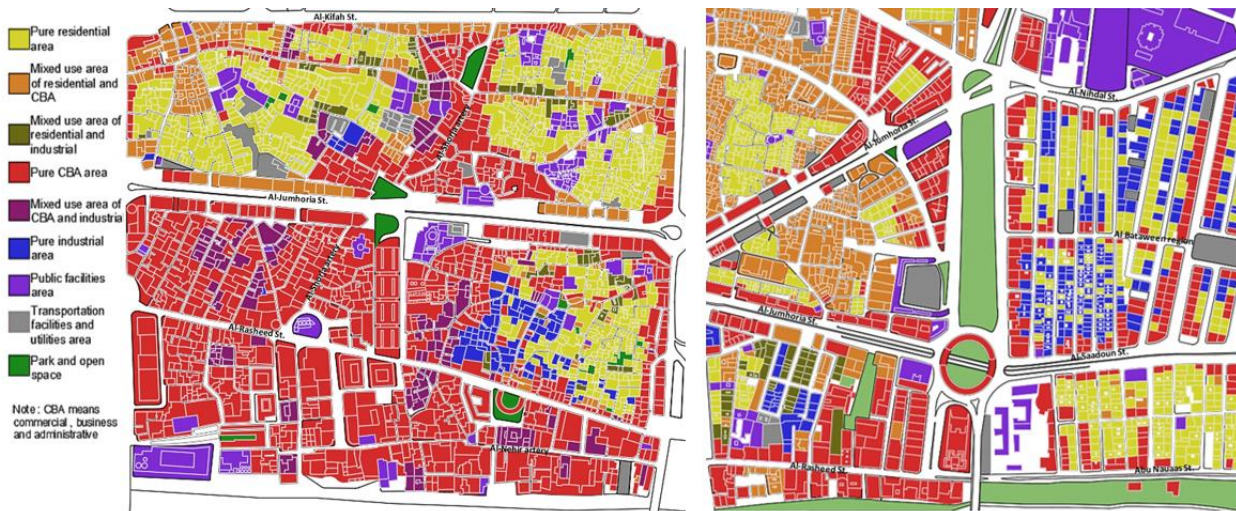 Pure residential
area
Mixed use area
of residential and
CBA
Mixed use area of
residential and
industrial
Pure CBA area
Mixed use area of
CBA and industria
Pure industrial
area
Public facilities
area
Transportation
facilities and
utilities area
Park and open
space
Note : CBA means
commercial , business
and administrative
Al-Kifah St.
Al-Jumhoria St.
Al-Rasheed St.
Al-Nehir artery
Al-Nihdal St.
Al-Jumhoria St.
Al Bataween region
Al-Jumhoria St.
Al-Saadoun St.
Al-Rasheed St.
Abu Nauaas St.